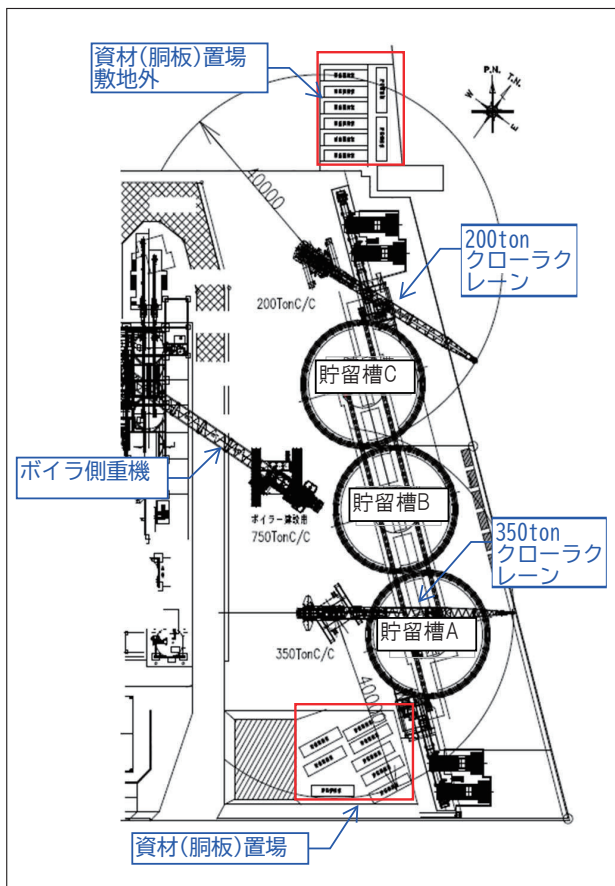 資材(胴板)置場
敷地外
P.N.
T.N.
W
E
40000
200ton
クローラク
レーン
200TonC/C
貯留槽C
ボイラ側重機
貯留槽B
ボイラー建設用
750TonC/C
350ton
クローラク
レーン
貯留槽A
350TonC/C
40000
資材(胴板)置場